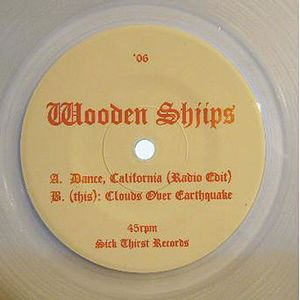 '06
Wooden Shjips
A. Dance, California (Radio Edit)
B. (this): Clouds Over Earthquake
45rpm
Sick Thirst Records